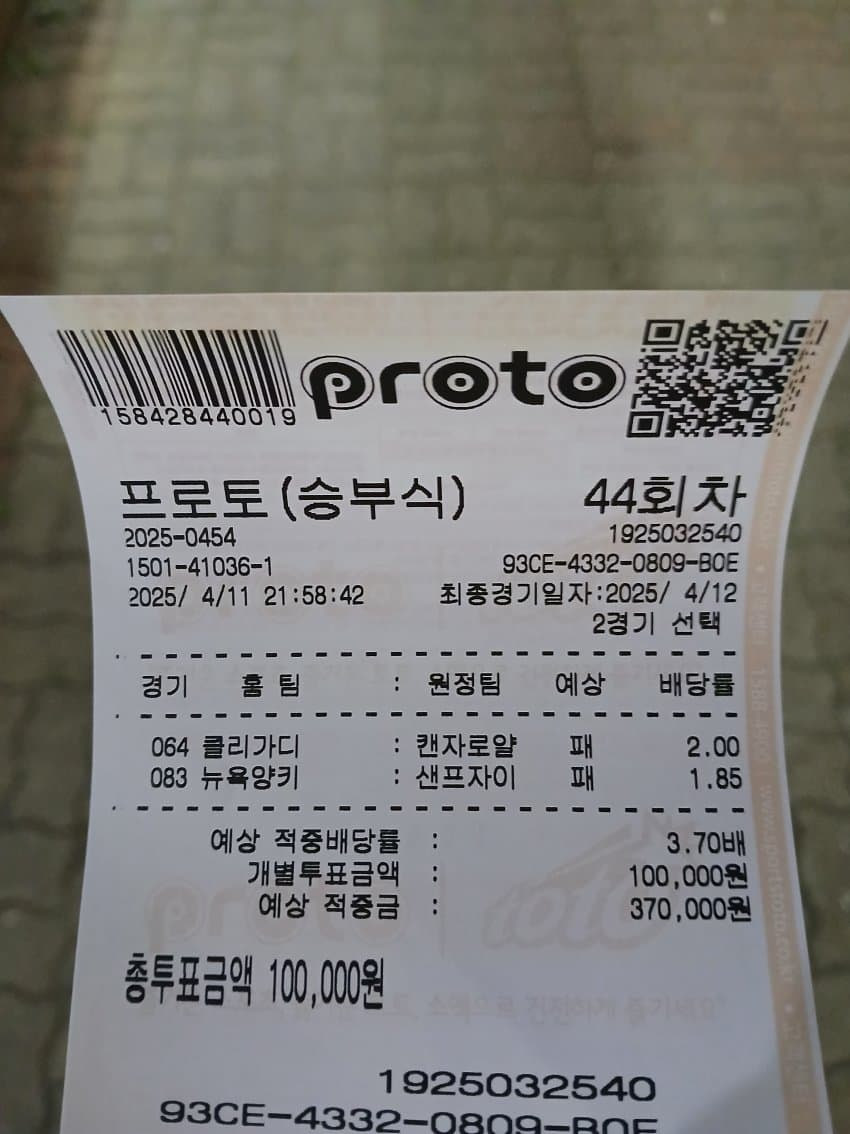 158428440019
proto
프로토(승부식) 44회차
2025-0454 1925032540
1501-41036-1 93CE-4332-0809-B0E
2025/ 4/11 21:58:42 최종경기일자:2025/ 4/12
2경기 선택
경기 홈 팀 : 원정팀 예상 배당률
064 클리가디 : 캔자로얄 패 2.00
083 뉴욕양키 : 샌프자이 패 1.85
예상 적중배당률 : 3.70배
개별투표금액 : 100,000원
예상 적중금 : 370,000원
총투표금액 100,000원
1925032540
93CE-4332-0809-B0E